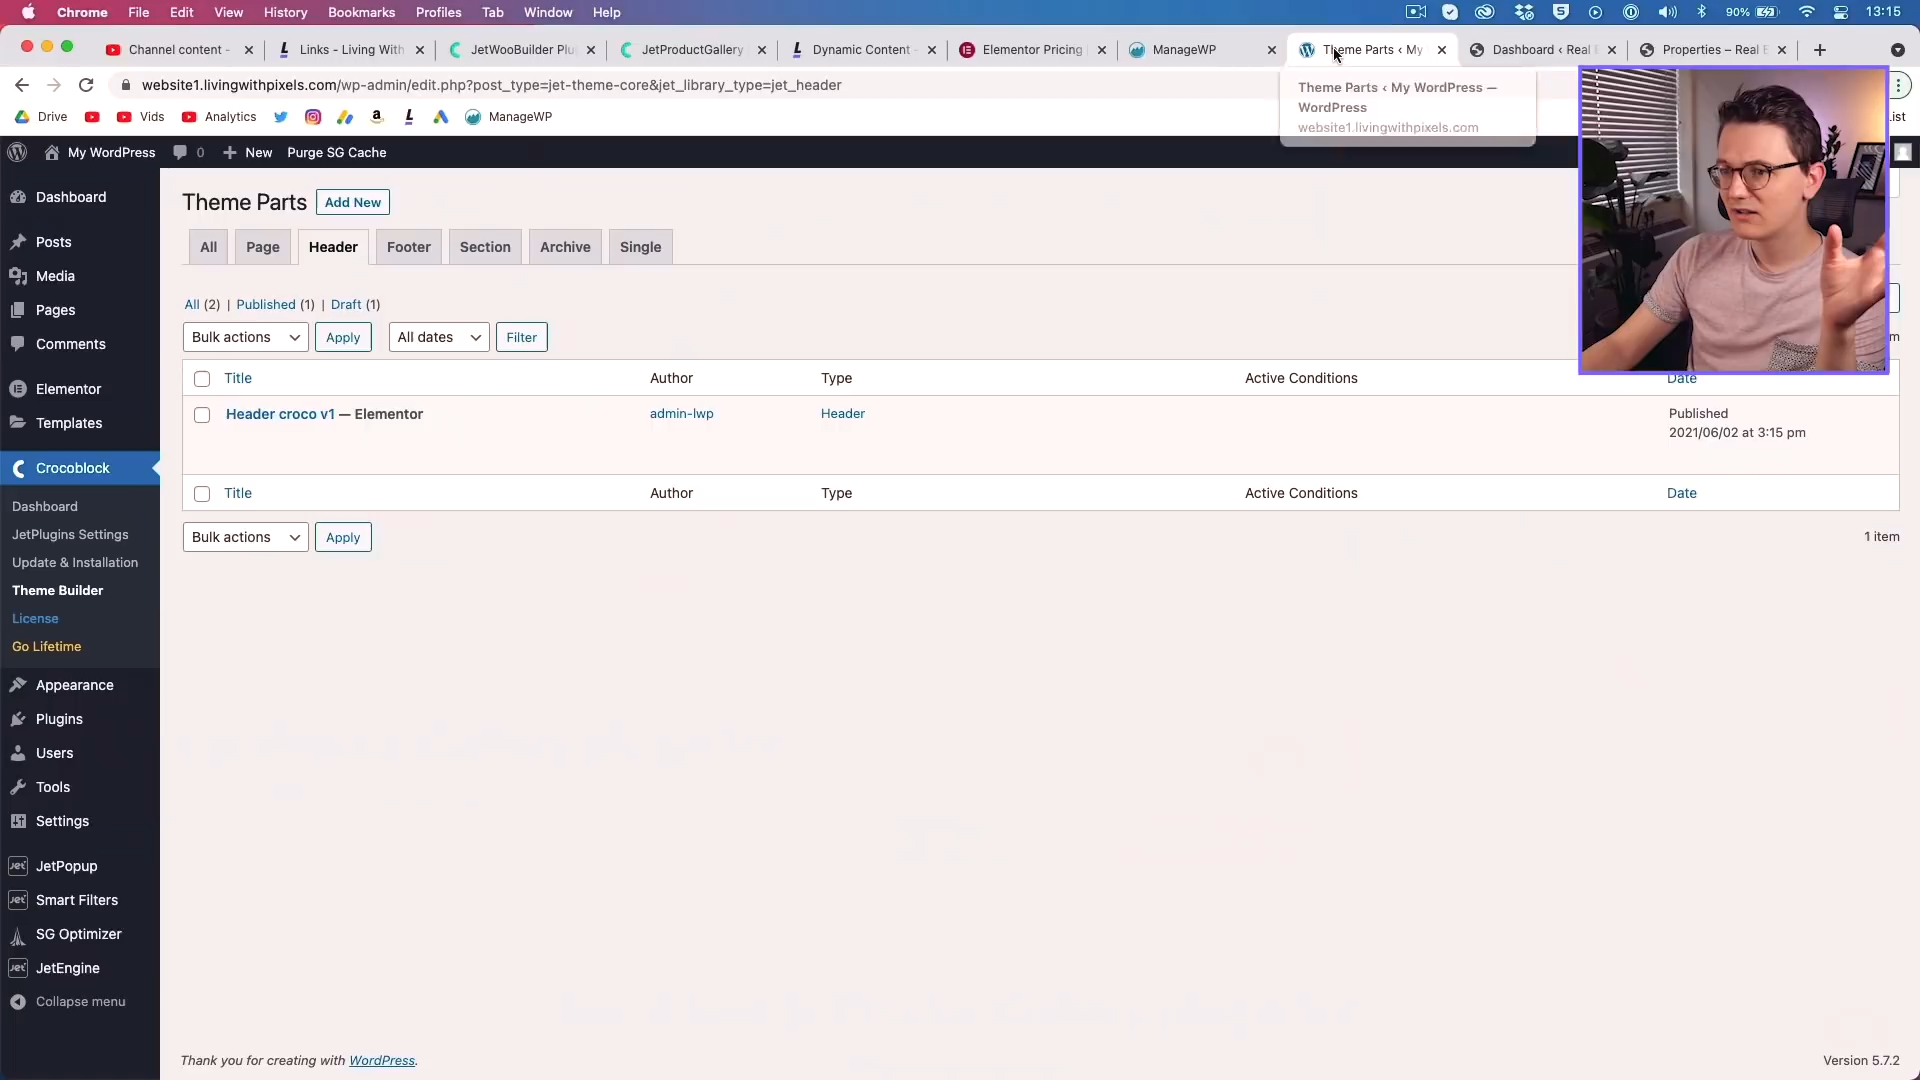 Chrome File Edit View History Bookmarks Profiles Tab Window Help 90% 13:15
Channel content - Links - Living With JetWooBuilder Plu JetProductGallery Dynamic Content - Elementor Pricing ManageWP Theme Parts ‹ My Dashboard ‹ Real Properties – Real E
website1.livingwithpixels.com/wp-admin/edit.php?post_type=jet-theme-core&jet_library_type=jet_header
Theme Parts ‹ My WordPress —
WordPress
website1.livingwithpixels.com
Drive Vids Analytics ManageWP
My WordPress 0 New Purge SG Cache
Dashboard
Posts
Media
Pages
Comments
Elementor
Templates
Crocoblock
Dashboard
JetPlugins Settings
Update & Installation
Theme Builder
License
Go Lifetime
Appearance
Plugins
Users
Tools
Settings
JetPopup
Smart Filters
SG Optimizer
JetEngine
Collapse menu
Theme Parts Add New
All Page Header Footer Section Archive Single
All (2) | Published (1) | Draft (1)
Bulk actions Apply All dates Filter
Title Author Type Active Conditions Date
Header croco v1 — Elementor admin-lwp Header Published
2021/06/02 at 3:15 pm
Title Author Type Active Conditions Date
Bulk actions Apply 1 item
Thank you for creating with WordPress. Version 5.7.2